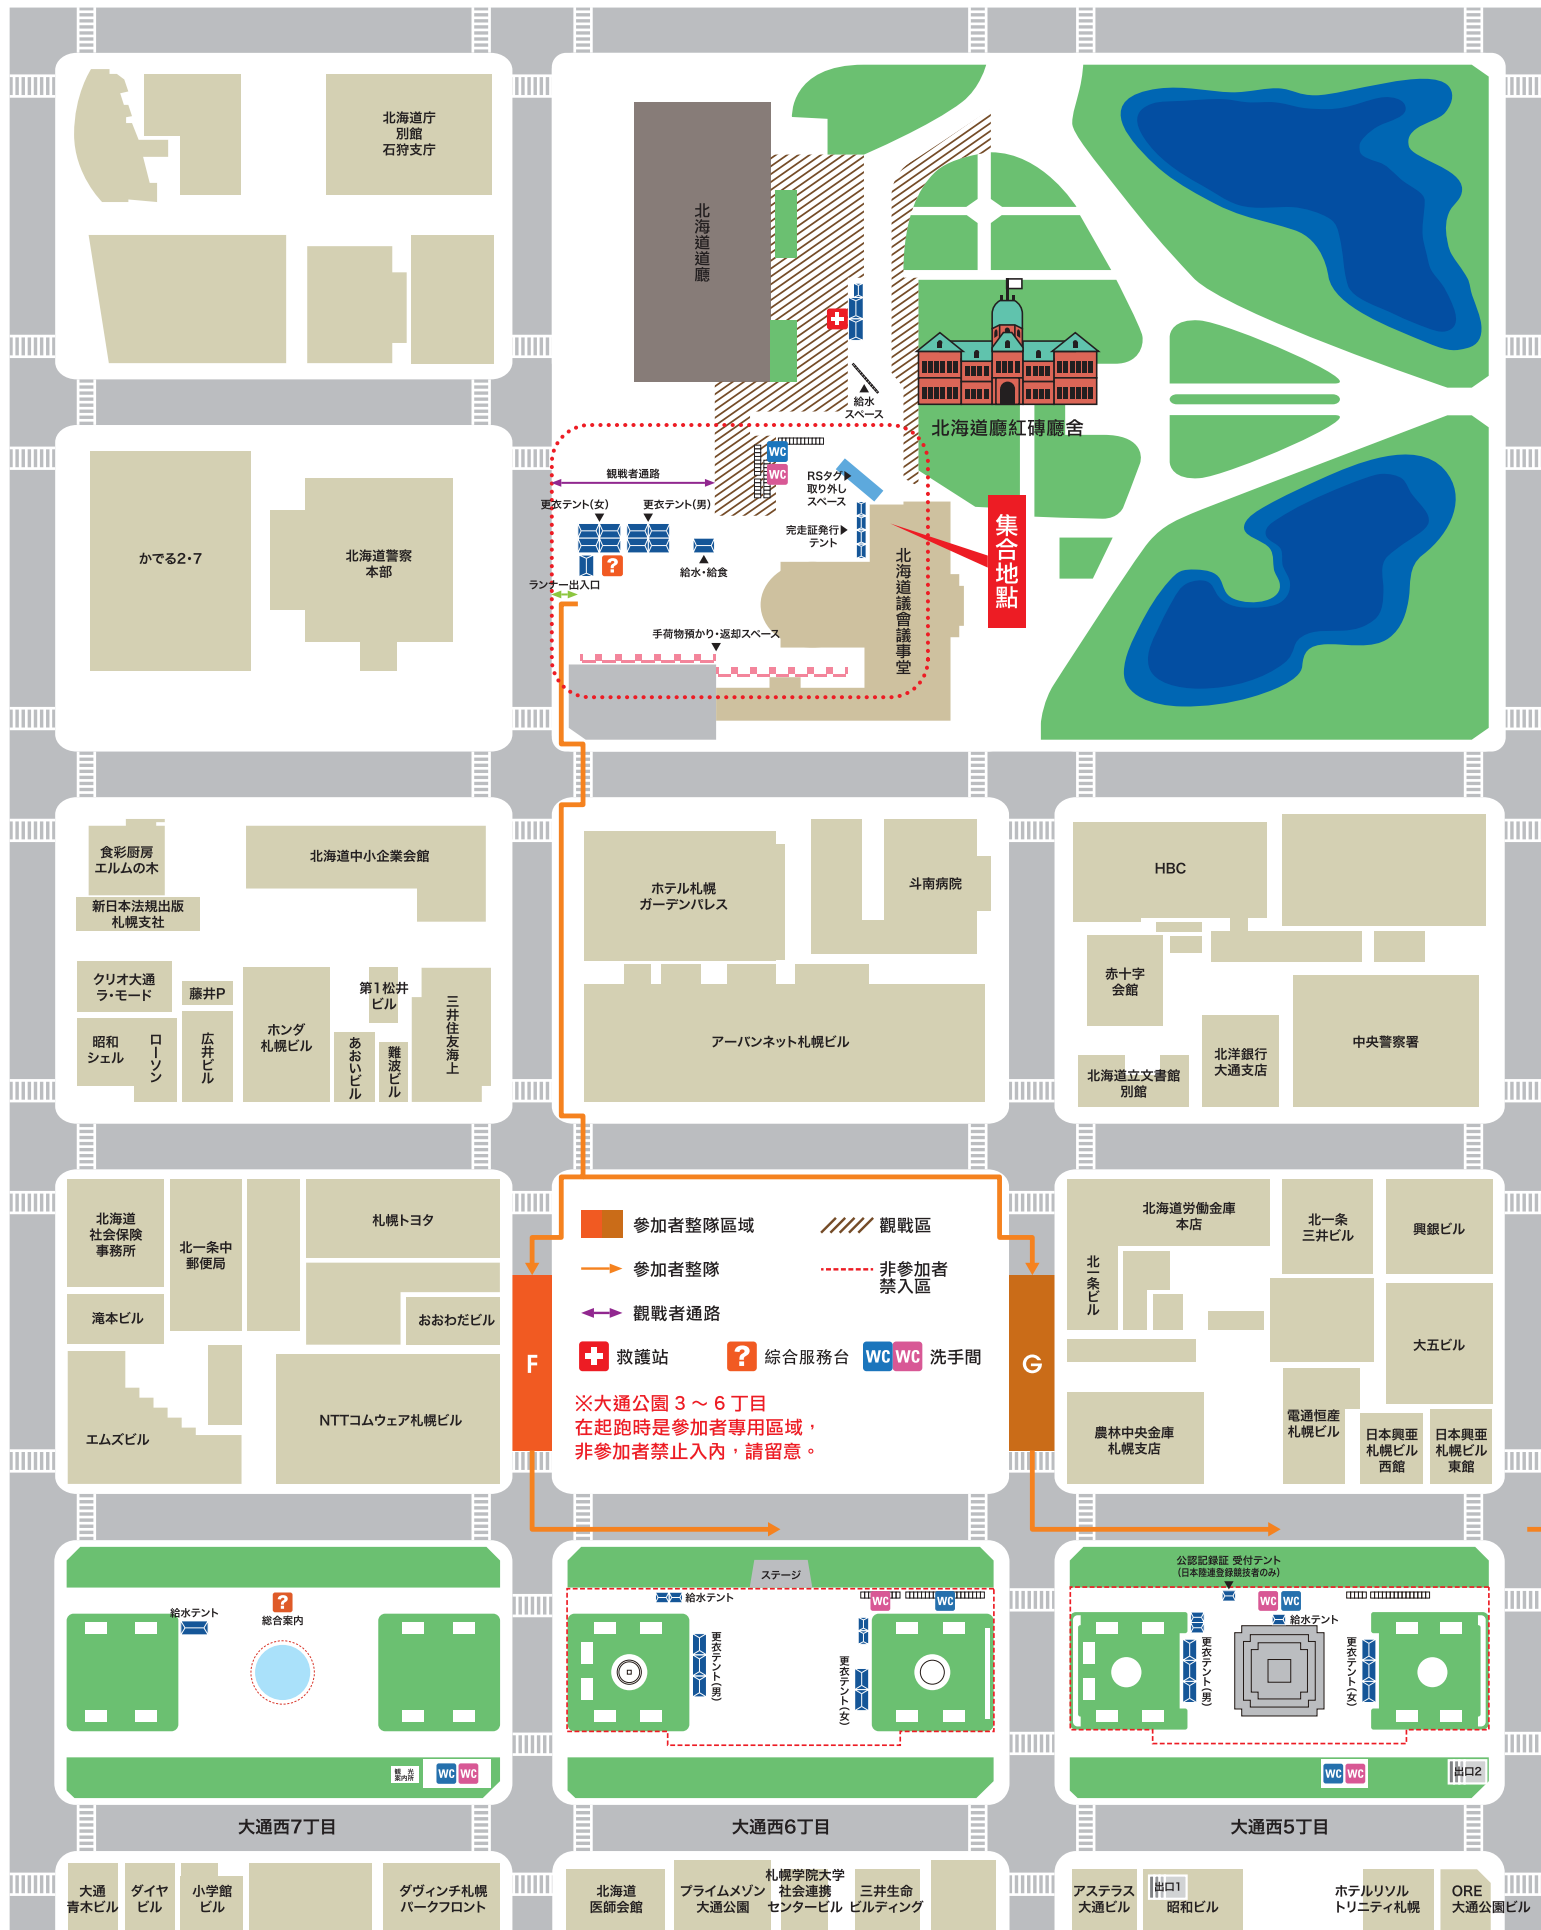 北海道庁
別館
石狩支庁
北海道道廳
給水
スペース
北海道廳紅磚廳舍
WC
WC
観戦者通路
RSタグ
取り外し
スペース
更衣テント(女)
更衣テント(男)
完走証発行
テント
集合地點
給水・給食
ランナー出入口
北海道議會議事堂
手荷物預かり・返却スペース
かでる2・7
北海道警察
本部
食彩厨房
エルムの木
新日本法規出版
札幌支社
北海道中小企業会館
クリオ大通
ラ・モード
藤井P
昭和
シェル
ローソン
広井ビル
ホンダ
札幌ビル
第1松井
ビル
あおいビル
難波ビル
三井住友海上
ホテル札幌
ガーデンパレス
斗南病院
アーバンネット札幌ビル
HBC
赤十字
会館
北海道立文書館
別館
北洋銀行
大通支店
中央警察署
北海道
社会保険
事務所
北一条中
郵便局
札幌トヨタ
滝本ビル
おおわだビル
エムズビル
NTTコムウェア札幌ビル
F
參加者整隊區域
觀戰區
參加者整隊
非參加者
禁入區
觀戰者通路
救護站
?
綜合服務台
WC
WC
洗手間
※大通公園 3 ～ 6 丁目
在起跑時是參加者專用區域，
非參加者禁止入內，請留意。
G
北海道労働金庫
本店
北一条ビル
北一条
三井ビル
興銀ビル
大五ビル
農林中央金庫
札幌支店
電通恒産
札幌ビル
日本興亜
札幌ビル
西館
日本興亜
札幌ビル
東館
給水テント
?
総合案内
観光
案内所
WC
WC
ステージ
給水テント
WC
WC
更衣テント(男)
更衣テント(女)
公認記録証 受付テント
(日本陸連登録競技者のみ)
WC
WC
給水テント
更衣テント(男)
更衣テント(女)
WC
WC
出口2
大通西7丁目
大通西6丁目
大通西5丁目
大通
青木ビル
ダイヤ
ビル
小学館
ビル
ダヴィンチ札幌
パークフロント
北海道
医師会館
プライムメゾン
大通公園
札幌学院大学
社会連携
センタービル
三井生命
ビルディング
アステラス
大通ビル
出口1
昭和ビル
ホテルリソル
トリニティ札幌
ORE
大通公園ビル